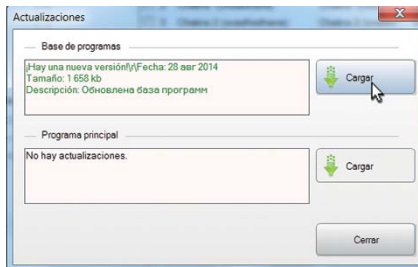 Actualizaciones
Base de programas
¡Hay una nueva versión!\r\Fecha: 28 авг 2014
Tamaño: 1 658 kb
Descripción: Обновлена база программ
Cargar
Programa principal
No hay actualizaciones.
Cargar
Cerrar